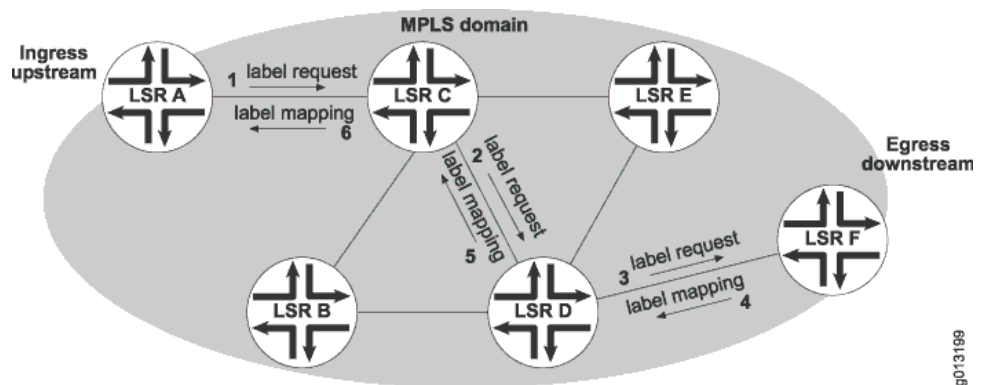 MPLS domain
Ingress
upstream
1 label request
label mapping
6
LSR A
LSR C
LSR E
2 label request
label mapping
5
Egress
downstream
LSR F
3 label request
label mapping 4
LSR B
LSR D
g013199